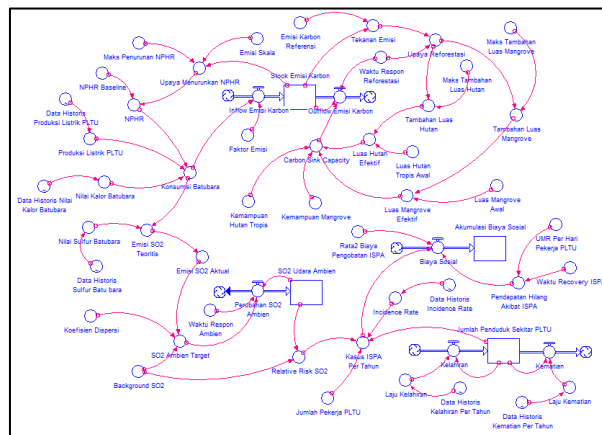 Emisi Karbon
Referensi
Tekanan Emisi
Maks Tambahan
Luas Mangrove
Maks Penurunan NPHR
Emisi Skala
Upaya Reforestasi
NPHR Baseline
Upaya Menurunkan NPHR
Stock Emisi Karbon
Waktu Respon
Reforestasi
Maks Tambahan
Luas Hutan
Data Historis
Produksi Listrik PLTU
NPHR
Inflow Emisi Karbon
Outflow Emisi Karbon
Tambahan Luas
Hutan
Tambahan Luas
Mangrove
Produksi Listrik PLTU
Faktor Emisi
Carbon Sink Capacity
Luas Hutan
Efektif
Luas Hutan
Tropis Awal
Konsumsi Batubara
Data Historis Nilai
Kalor Batubara
Nilai Kalor Batubara
Kemampuan
Hutan Tropis
Kemampuan Mangrove
Luas Mangrove
Efektif
Luas Mangrove
Awal
Nilai Sulfur Batubara
Emisi SO2
Teoritis
Akumulasi Biaya Sosial
Rata2 Biaya
Pengobatan ISPA
Biaya Sosial
UMR Per Hari
Pekerja PLTU
Data Historis
Sulfur Batu bara
Emisi SO2 Aktual
SO2 Udara Ambien
Pendapatan Hilang
Akibat ISPA
Waktu Recovery ISPA
Perubahan SO2
Ambien
Incidence Rate
Data Historis
Incidence Rate
Koefisien Dispersi
Waktu Respon
Ambien
Jumlah Penduduk Sekitar PLTU
SO2 Ambien Target
Relative Risk SO2
Kasus ISPA
Per Tahun
Kelahiran
Kematian
Background SO2
Laju Kelahiran
Laju Kematian
Jumlah Pekerja PLTU
Data Historis
Kelahiran Per Tahun
Data Historis
Kematian Per Tahun